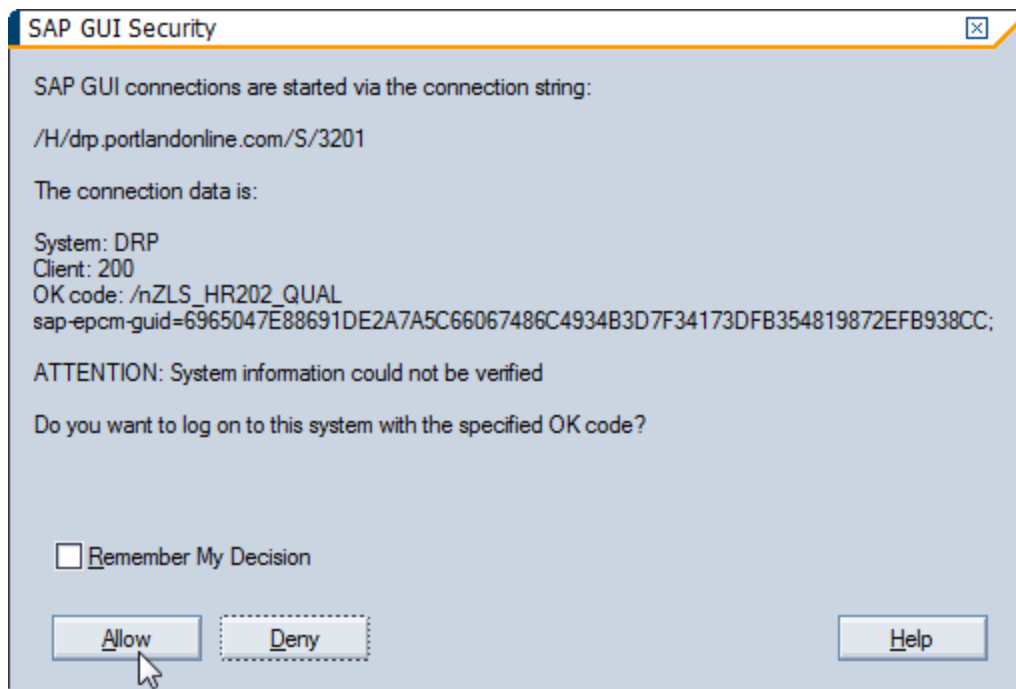 SAP GUI Security
SAP GUI connections are started via the connection string:
/H/drp.portlandonline.com/S/3201
The connection data is:
System: DRP
Client: 200
OK code: /nZLS_HR202_QUAL
sap-epcm-guid=6965047E88691DE2A7A5C66067486C4934B3D7F34173DFB354819872EFB938CC;
ATTENTION: System information could not be verified
Do you want to log on to this system with the specified OK code?
Remember My Decision
Allow Deny Help